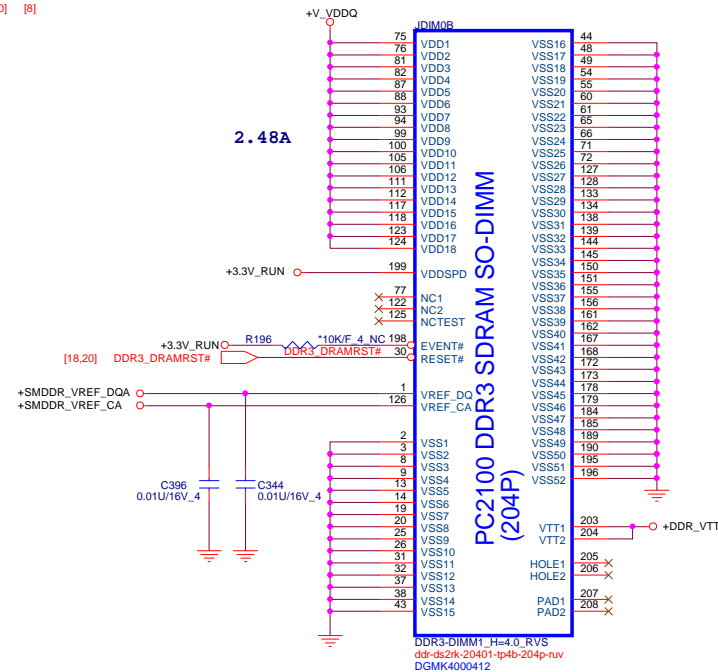 0] [8]
+V_VDDQ
JDIM0B
2.48A
75 VDD1
76 VDD2
81 VDD3
82 VDD4
87 VDD5
88 VDD6
93 VDD7
94 VDD8
99 VDD9
100 VDD10
105 VDD11
106 VDD12
111 VDD13
112 VDD14
117 VDD15
118 VDD16
123 VDD17
124 VDD18
+3.3V_RUN 199 VDDSPD
77 NC1
122 NC2
125 NCTEST
+3.3V_RUN R196 *10K/F_4_NC 198 EVENT#
[18,20] DDR3_DRAMRST# DDR3_DRAMRST# 30 RESET#
+SMDDR_VREF_DQA 1 VREF_DQ
+SMDDR_VREF_CA 126 VREF_CA
C396
0.01U/16V_4
C344
0.01U/16V_4
2 VSS1
3 VSS2
8 VSS3
9 VSS4
13 VSS5
14 VSS6
19 VSS7
20 VSS8
25 VSS9
26 VSS10
31 VSS11
32 VSS12
37 VSS13
38 VSS14
43 VSS15
PC2100 DDR3 SDRAM SO-DIMM
(204P)
VSS16 44
VSS17 48
VSS18 49
VSS19 54
VSS20 55
VSS21 60
VSS22 61
VSS23 65
VSS24 66
VSS25 71
VSS26 72
VSS27 127
VSS28 128
VSS29 133
VSS30 134
VSS31 138
VSS32 139
VSS33 144
VSS34 145
VSS35 150
VSS36 151
VSS37 155
VSS38 156
VSS39 161
VSS40 162
VSS41 167
VSS42 168
VSS43 172
VSS44 173
VSS45 178
VSS46 179
VSS47 184
VSS48 185
VSS49 189
VSS50 190
VSS51 195
VSS52 196
VTT1 203
VTT2 204
+DDR_VTT
HOLE1 205
HOLE2 206
PAD1 207
PAD2 208
DDR3-DIMM1_H=4.0_RVS
ddr-ds2rk-20401-tp4b-204p-ruv
DGMK4000412